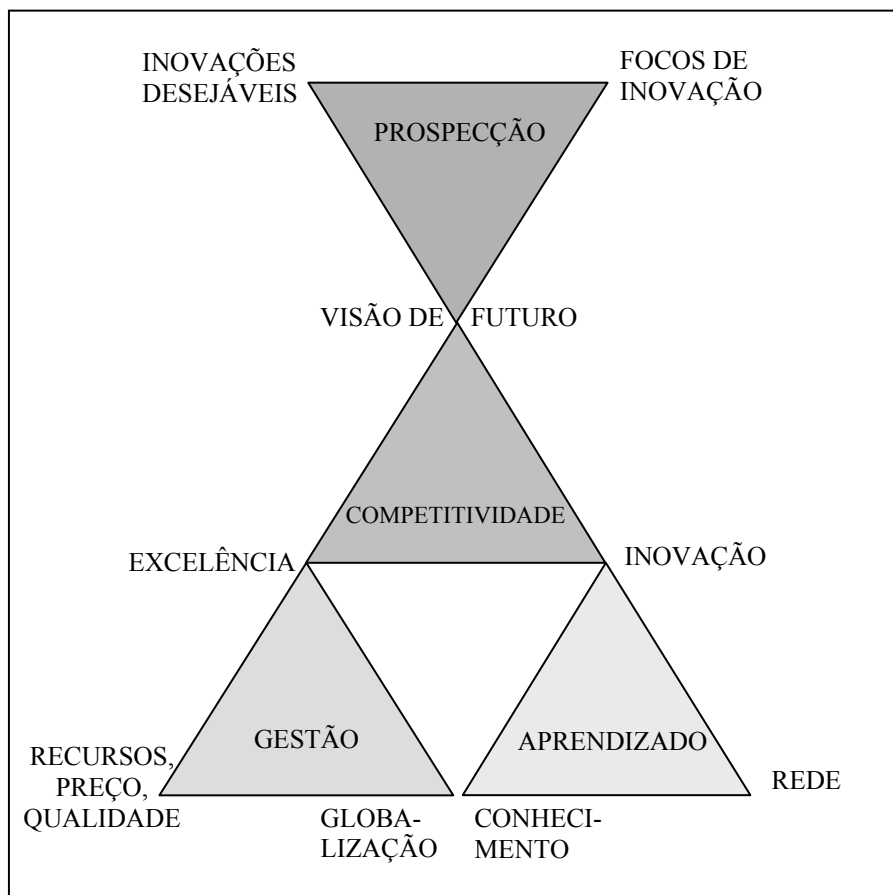 INOVAÇÕES
DESEJÁVEIS
FOCOS DE
INOVAÇÃO
PROSPECÇÃO
VISÃO DE FUTURO
COMPETITIVIDADE
EXCELÊNCIA
INOVAÇÃO
GESTÃO
APRENDIZADO
RECURSOS,
PREÇO,
QUALIDADE
GLOBA-
LIZAÇÃO
CONHECI-
MENTO
REDE